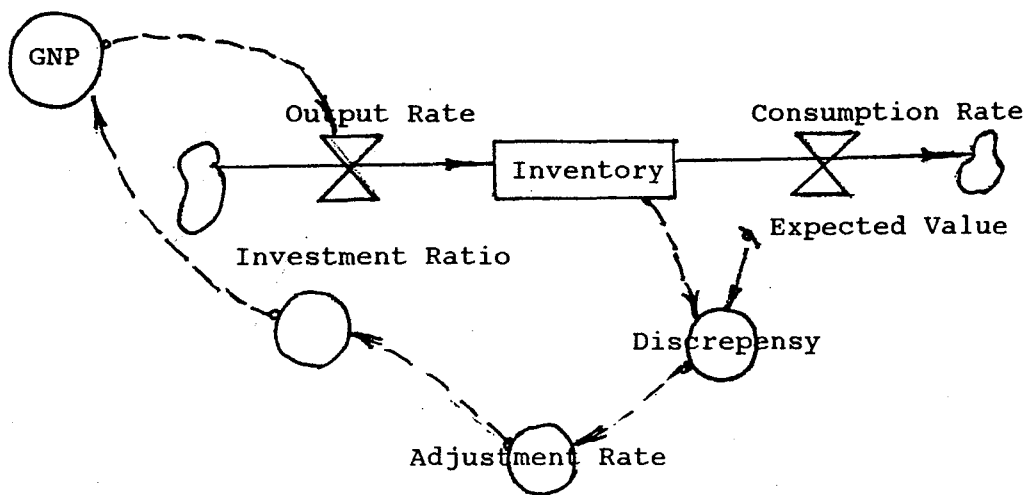 GNP
Output Rate
Consumption Rate
Inventory
Expected Value
Investment Ratio
Discrepensy
Adjustment Rate